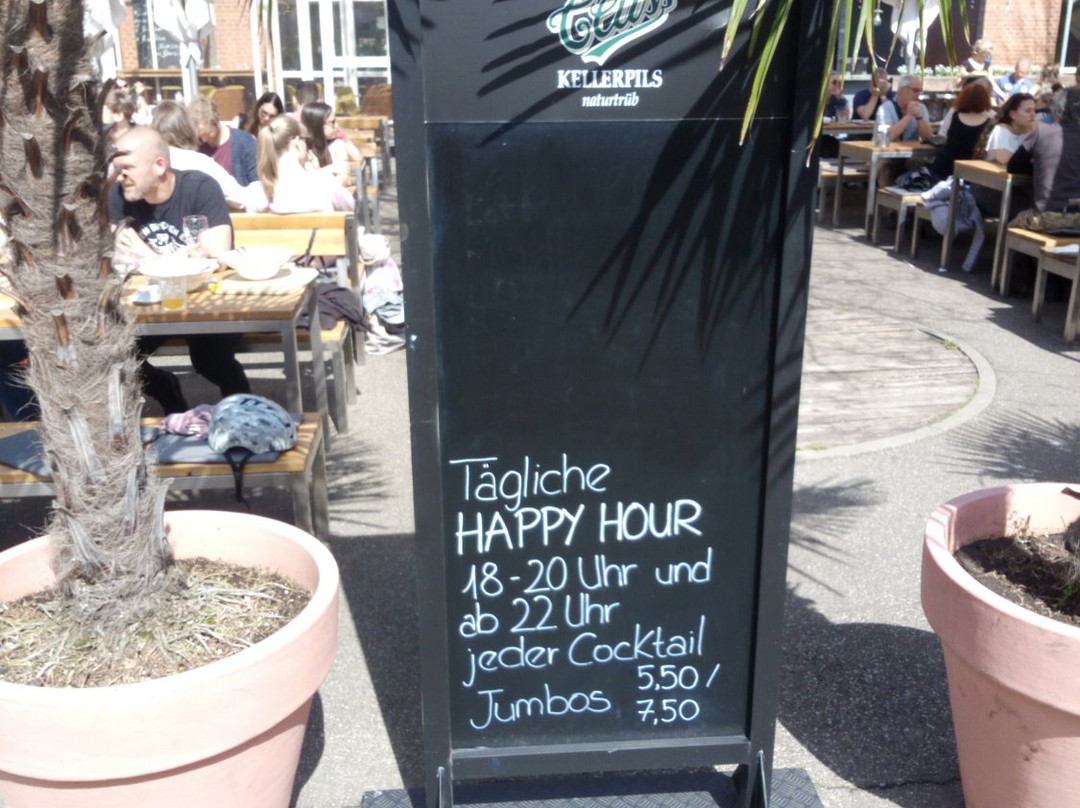 KELLERPILS
naturtrüb
Tägliche
HAPPY HOUR
18-20 Uhr und
ab 22 Uhr
jeder Cocktail
5,50 /
Jumbos 7,50